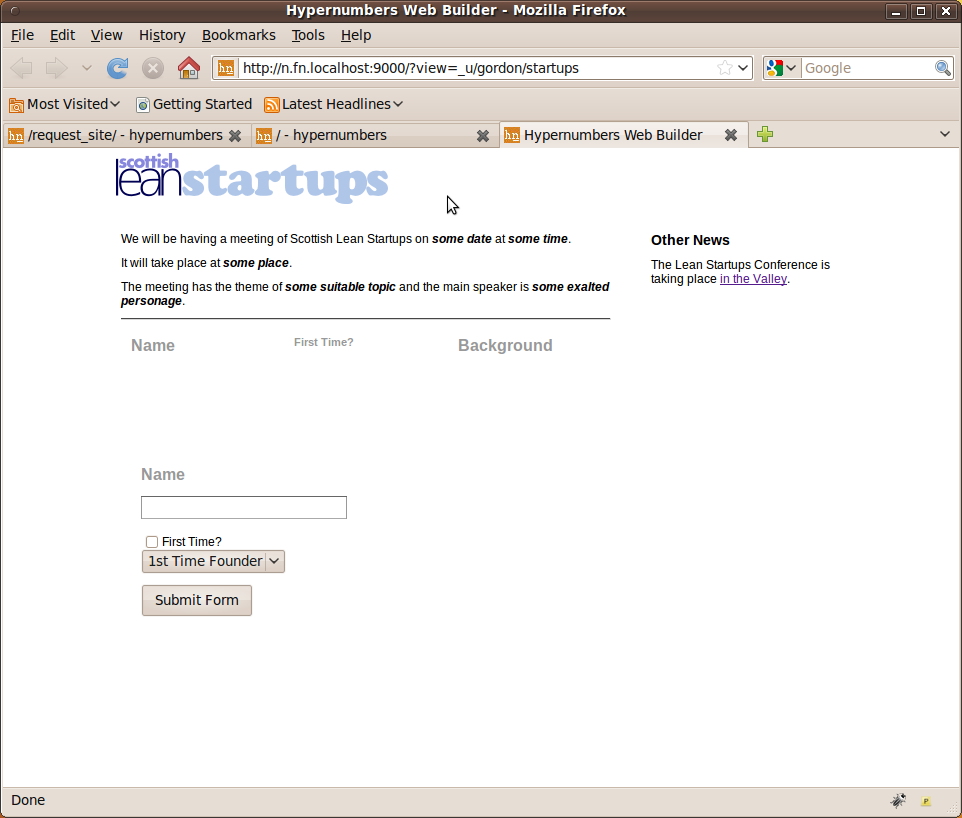 Hypernumbers Web Builder - Mozilla Firefox
File Edit View History Bookmarks Tools Help
hn http://n.fn.localhost:9000/?view=_u/gordon/startups Google
Most Visited Getting Started Latest Headlines
hn /request_site/ - hypernumbers hn / - hypernumbers hn Hypernumbers Web Builder
scottish
lean startups
We will be having a meeting of Scottish Lean Startups on some date at some time.
It will take place at some place.
The meeting has the theme of some suitable topic and the main speaker is some exalted
personage.
Other News
The Lean Startups Conference is
taking place in the Valley.
Name First Time? Background
Name
First Time?
1st Time Founder
Submit Form
Done P